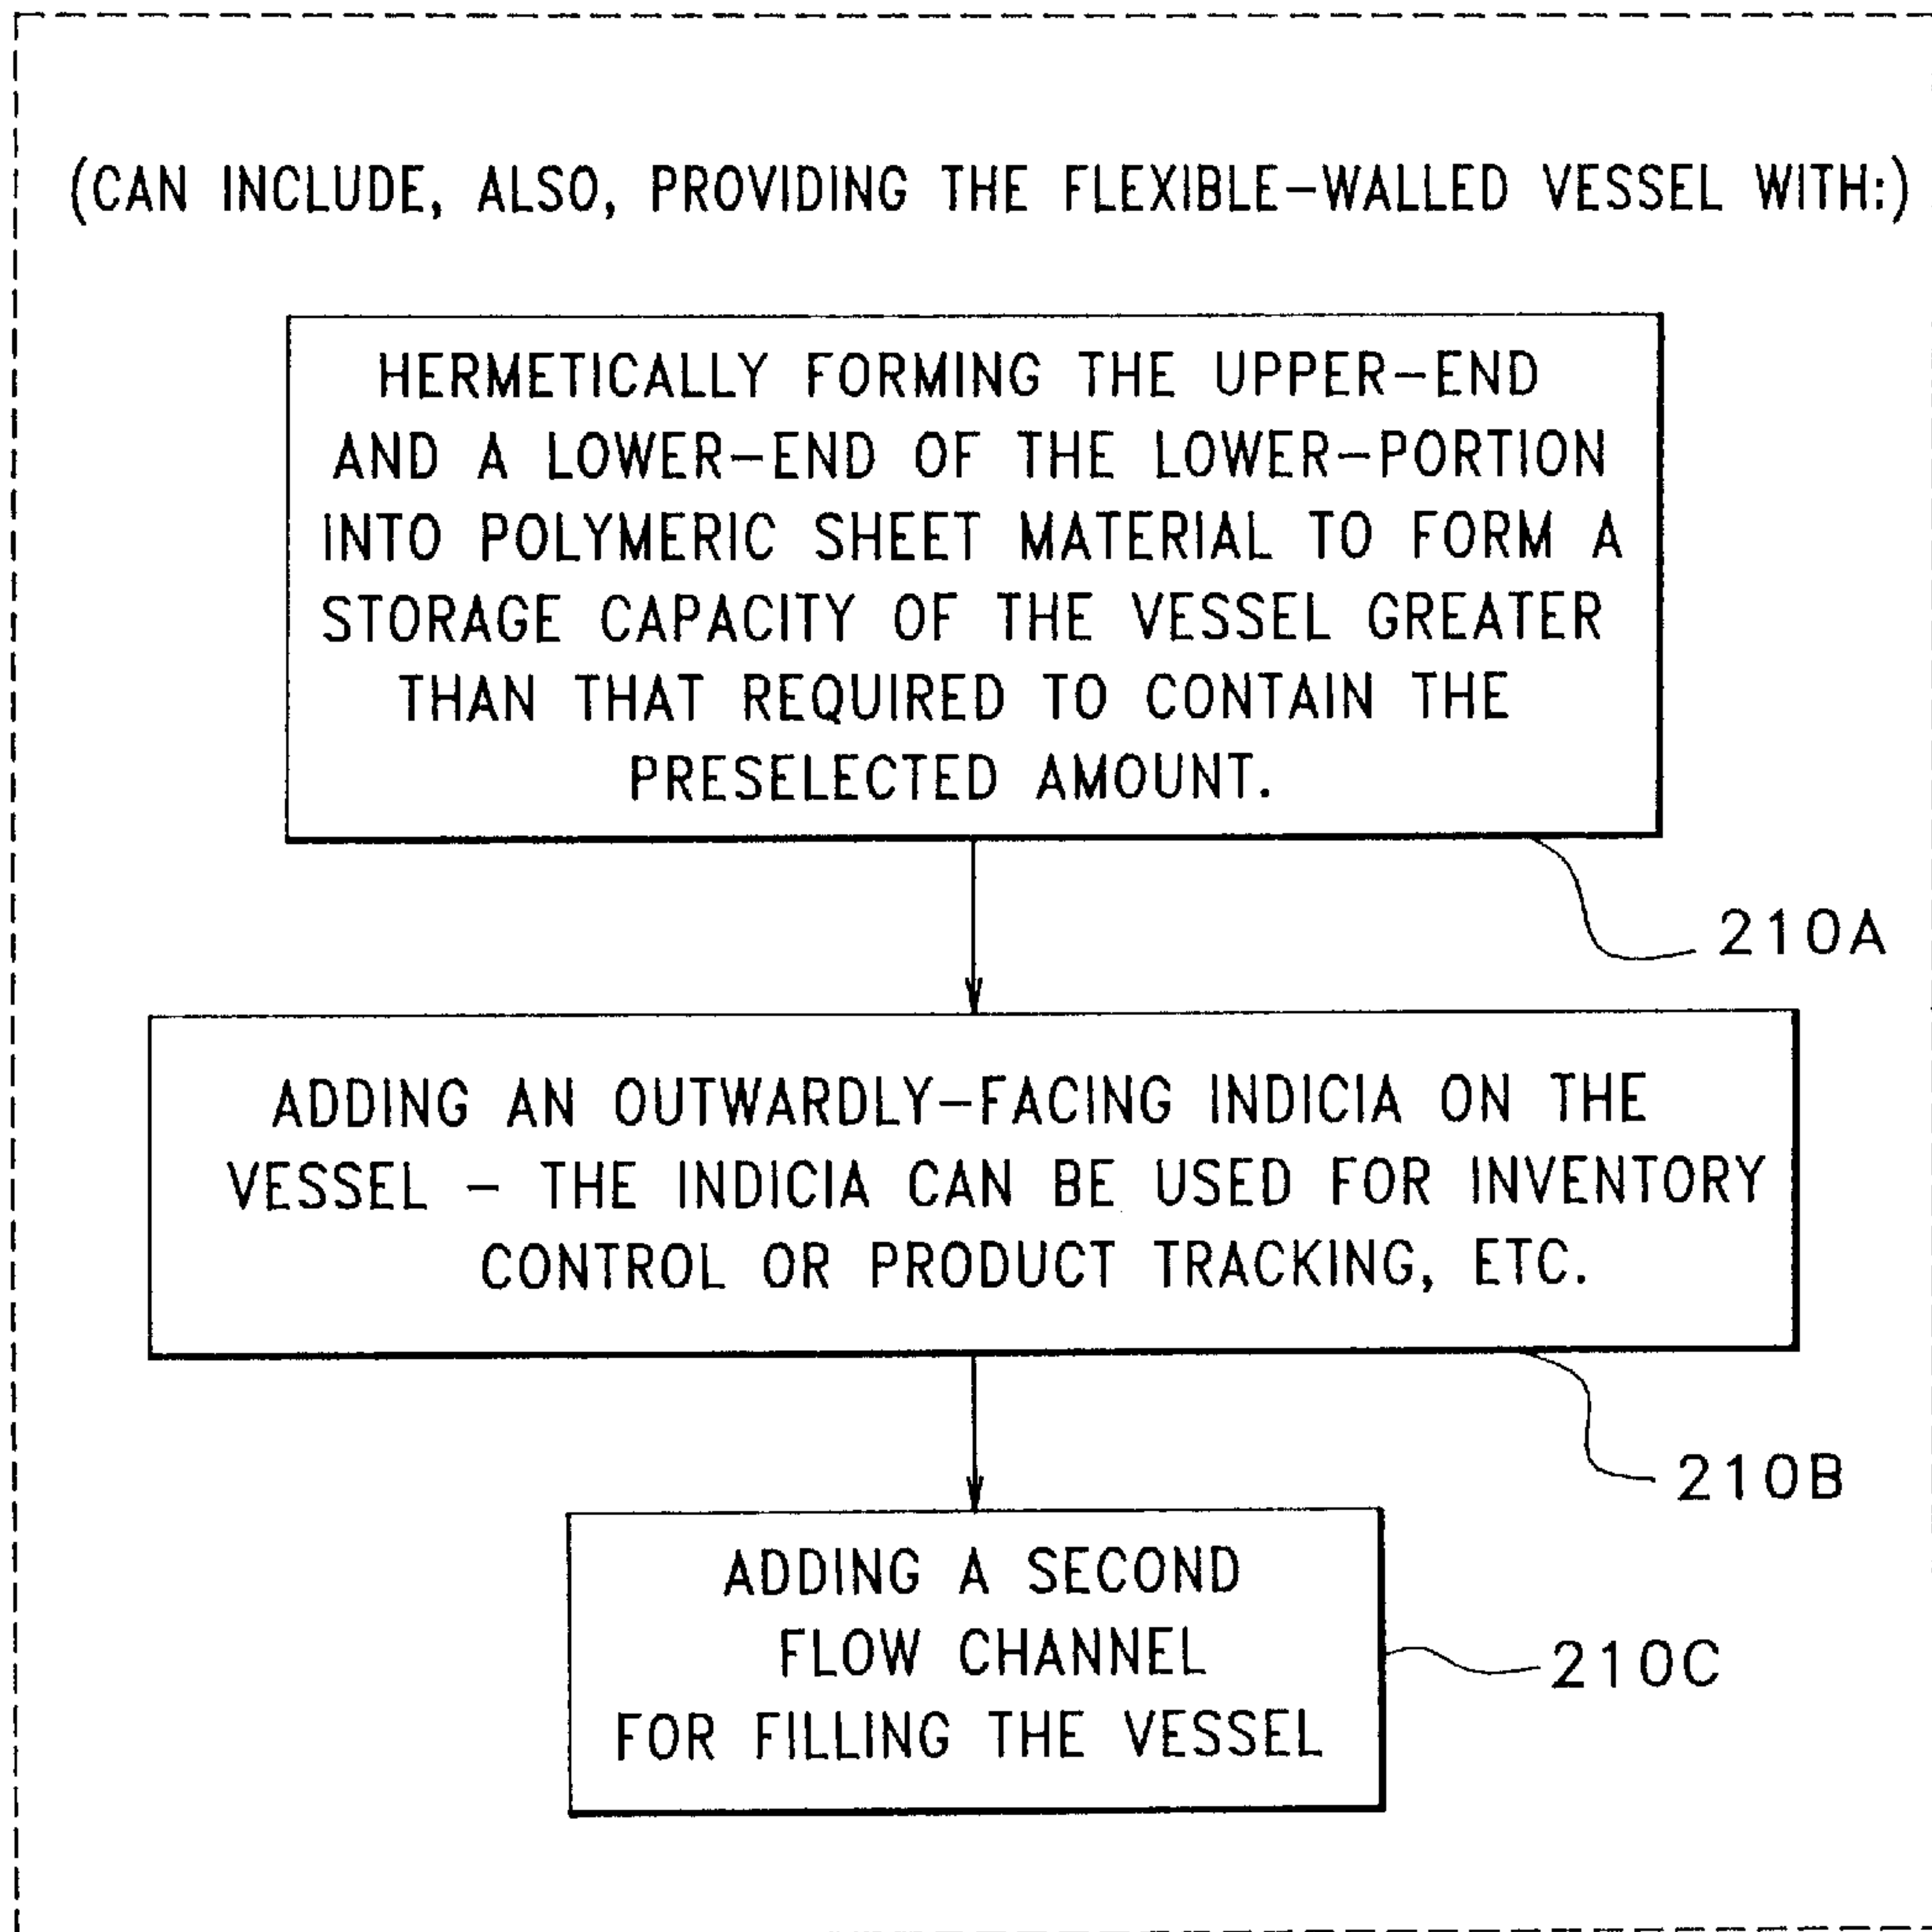 (CAN INCLUDE, ALSO, PROVIDING THE FLEXIBLE-WALLED VESSEL WITH:)
HERMETICALLY FORMING THE UPPER-END
AND A LOWER-END OF THE LOWER-PORTION
INTO POLYMERIC SHEET MATERIAL TO FORM A
STORAGE CAPACITY OF THE VESSEL GREATER
THAN THAT REQUIRED TO CONTAIN THE
PRESELECTED AMOUNT.
210A
ADDING AN OUTWARDLY-FACING INDICIA ON THE
VESSEL - THE INDICIA CAN BE USED FOR INVENTORY
CONTROL OR PRODUCT TRACKING, ETC.
210B
ADDING A SECOND
FLOW CHANNEL
FOR FILLING THE VESSEL
210C